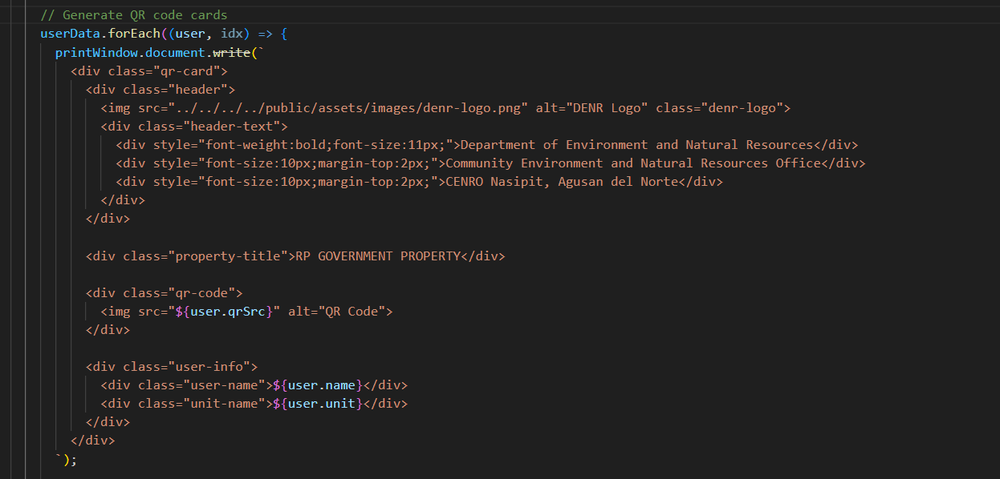 // Generate QR code cards
userData.forEach((user, idx) => {
printWindow.document.write(`
<div class="qr-card">
<div class="header">
<img src="../../../../public/assets/images/denr-logo.png" alt="DENR Logo" class="denr-logo">
<div class="header-text">
<div style="font-weight:bold;font-size:11px;">Department of Environment and Natural Resources</div>
<div style="font-size:10px;margin-top:2px;">Community Environment and Natural Resources Office</div>
<div style="font-size:10px;margin-top:2px;">CENRO Nasipit, Agusan del Norte</div>
</div>
</div>
<div class="property-title">RP GOVERNMENT PROPERTY</div>
<div class="qr-code">
<img src="${user.qrSrc}" alt="QR Code">
</div>
<div class="user-info">
<div class="user-name">${user.name}</div>
<div class="unit-name">${user.unit}</div>
</div>
</div>
`);